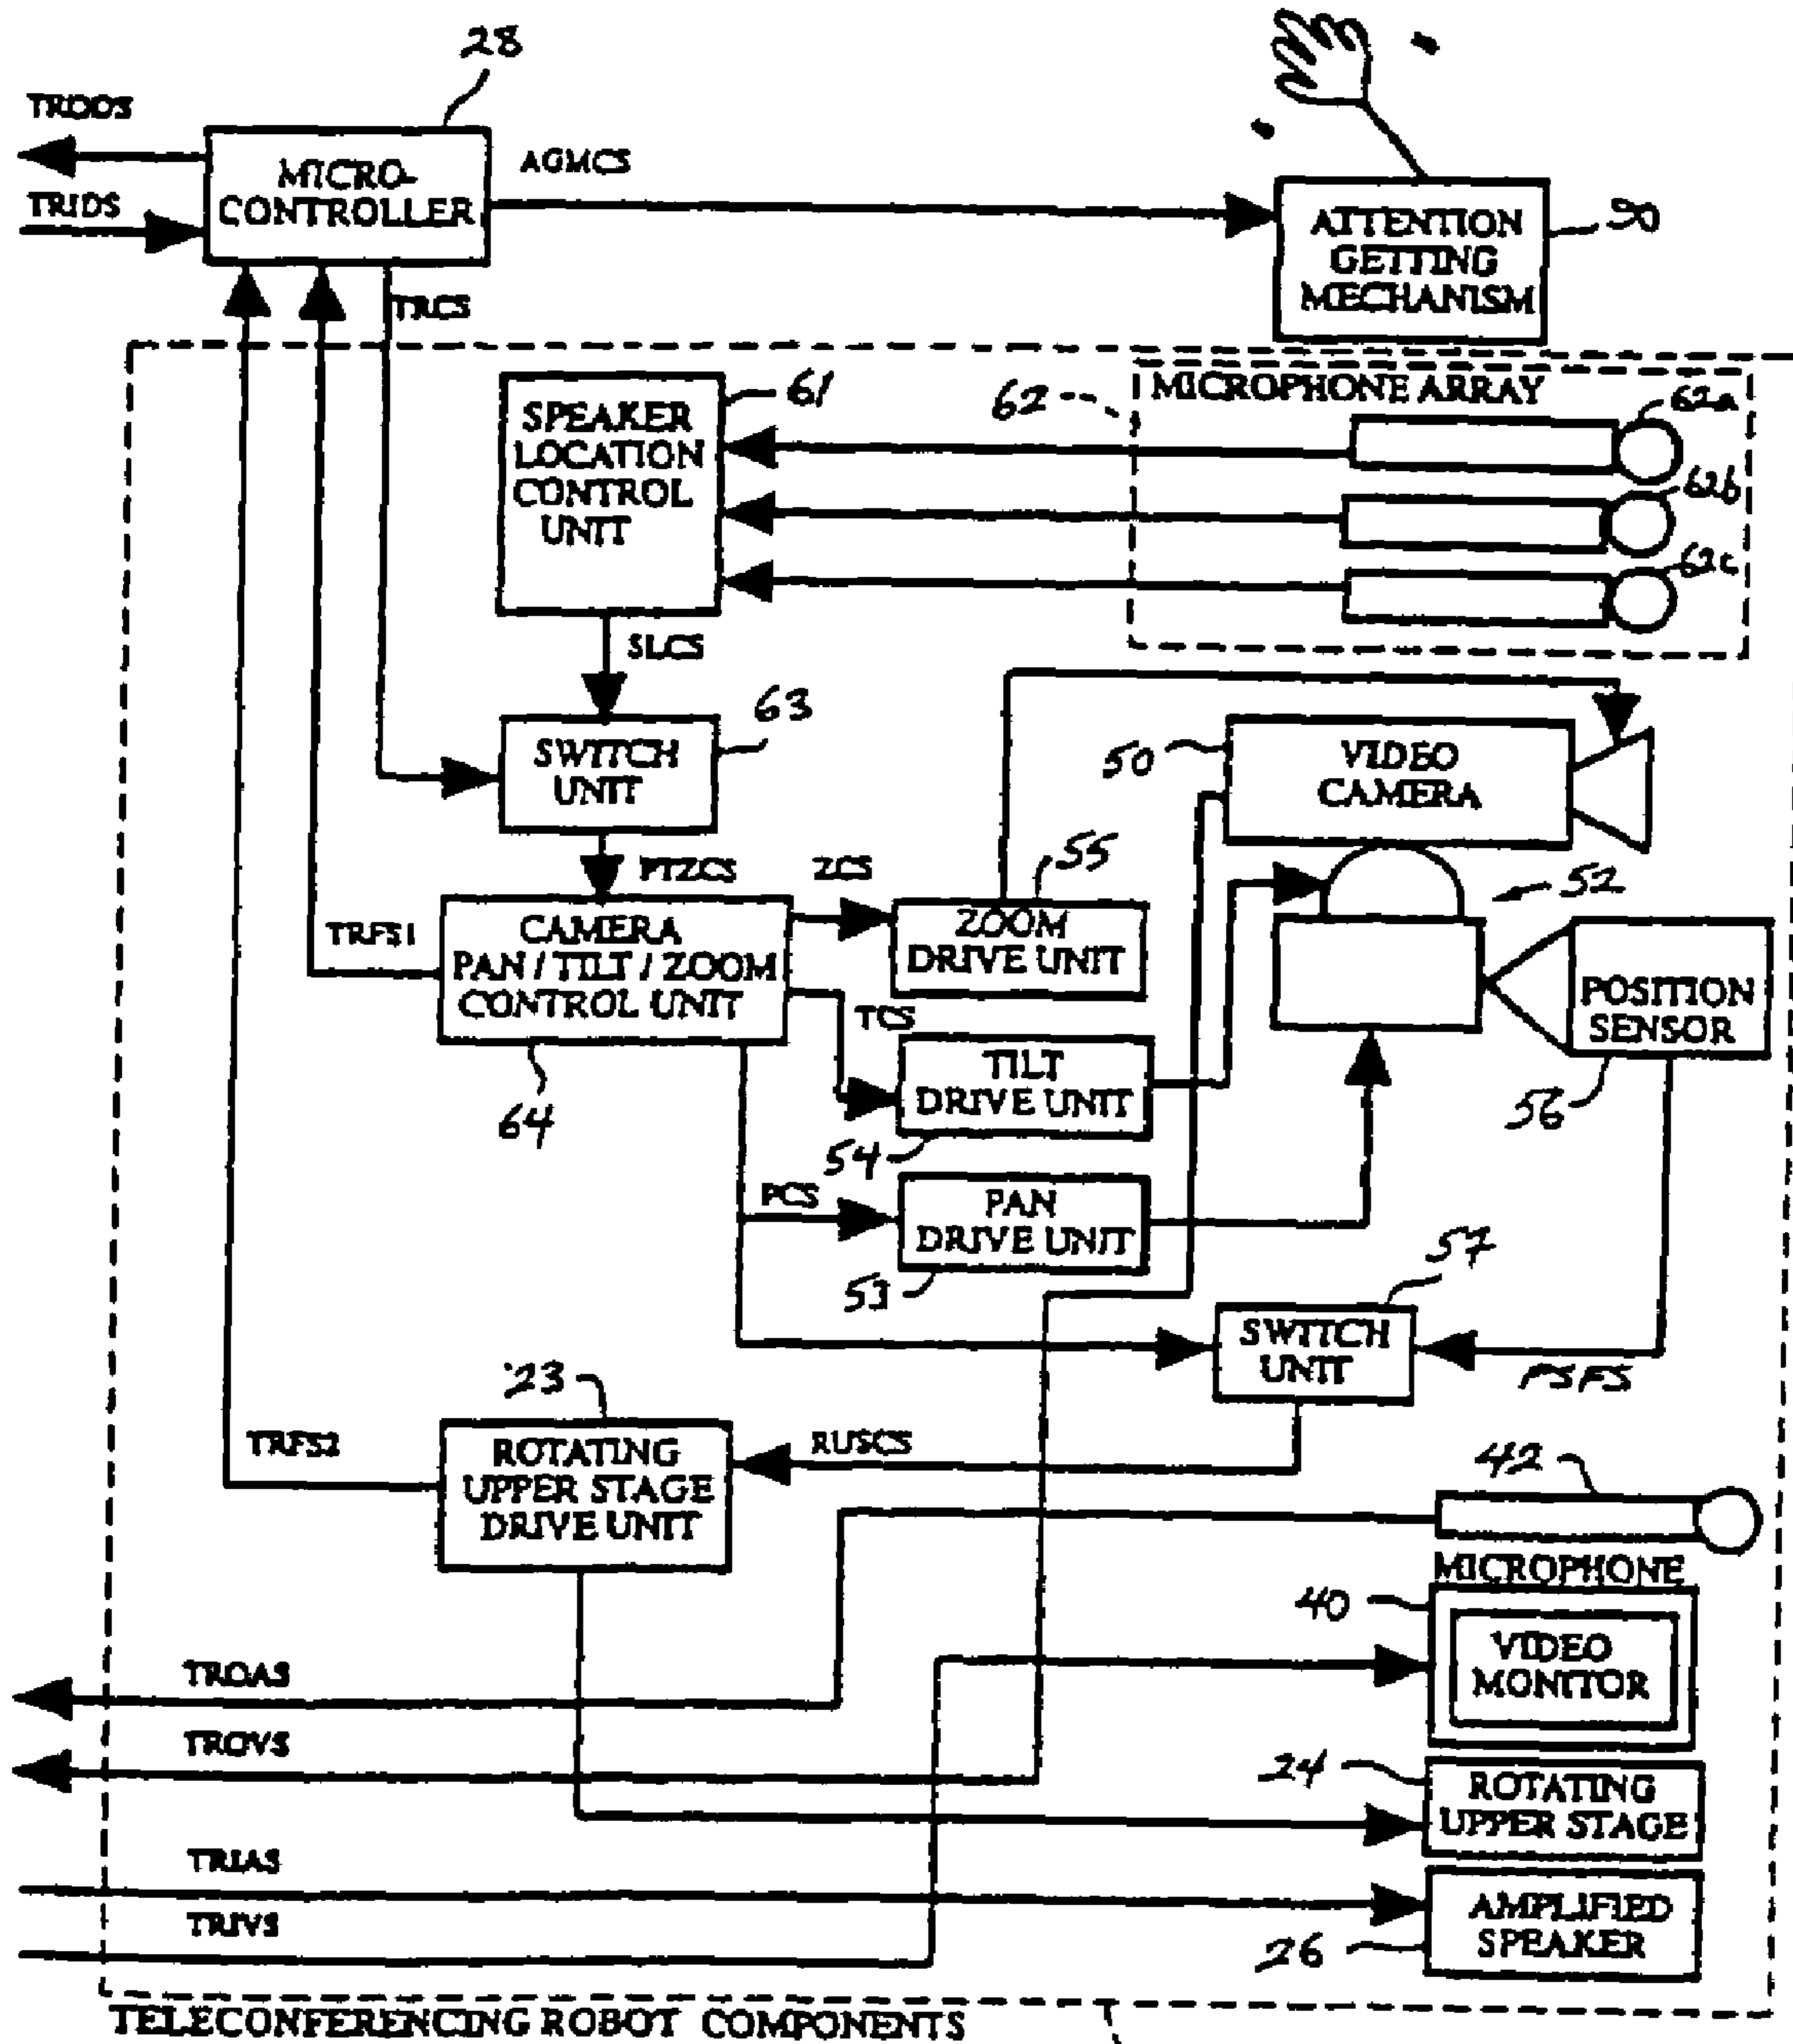 28
TRODS
MICRO-
CONTROLLER
AGMCS
TRIDS
ATTENTION
GETTING
MECHANISM
90
TRCS
SPEAKER
LOCATION
CONTROL
UNIT
61
62
MICROPHONE ARRAY
62a
62b
62c
SLCS
SWITCH
UNIT
63
50
VIDEO
CAMERA
PTZCS
ZCS
55
52
TRFS1
CAMERA
PAN / TILT / ZOOM
CONTROL UNIT
ZOOM
DRIVE UNIT
POSITION
SENSOR
TCS
TILT
DRIVE UNIT
64
54
56
PCS
PAN
DRIVE UNIT
53
57
SWITCH
UNIT
PSFS
23
TRFS2
ROTATING
UPPER STAGE
DRIVE UNIT
RUSCS
42
MICROPHONE
40
VIDEO
MONITOR
TROAS
TROVS
24
ROTATING
UPPER STAGE
TRIAS
TRIVS
AMPLIFIED
SPEAKER
26
TELECONFERENCING ROBOT COMPONENTS